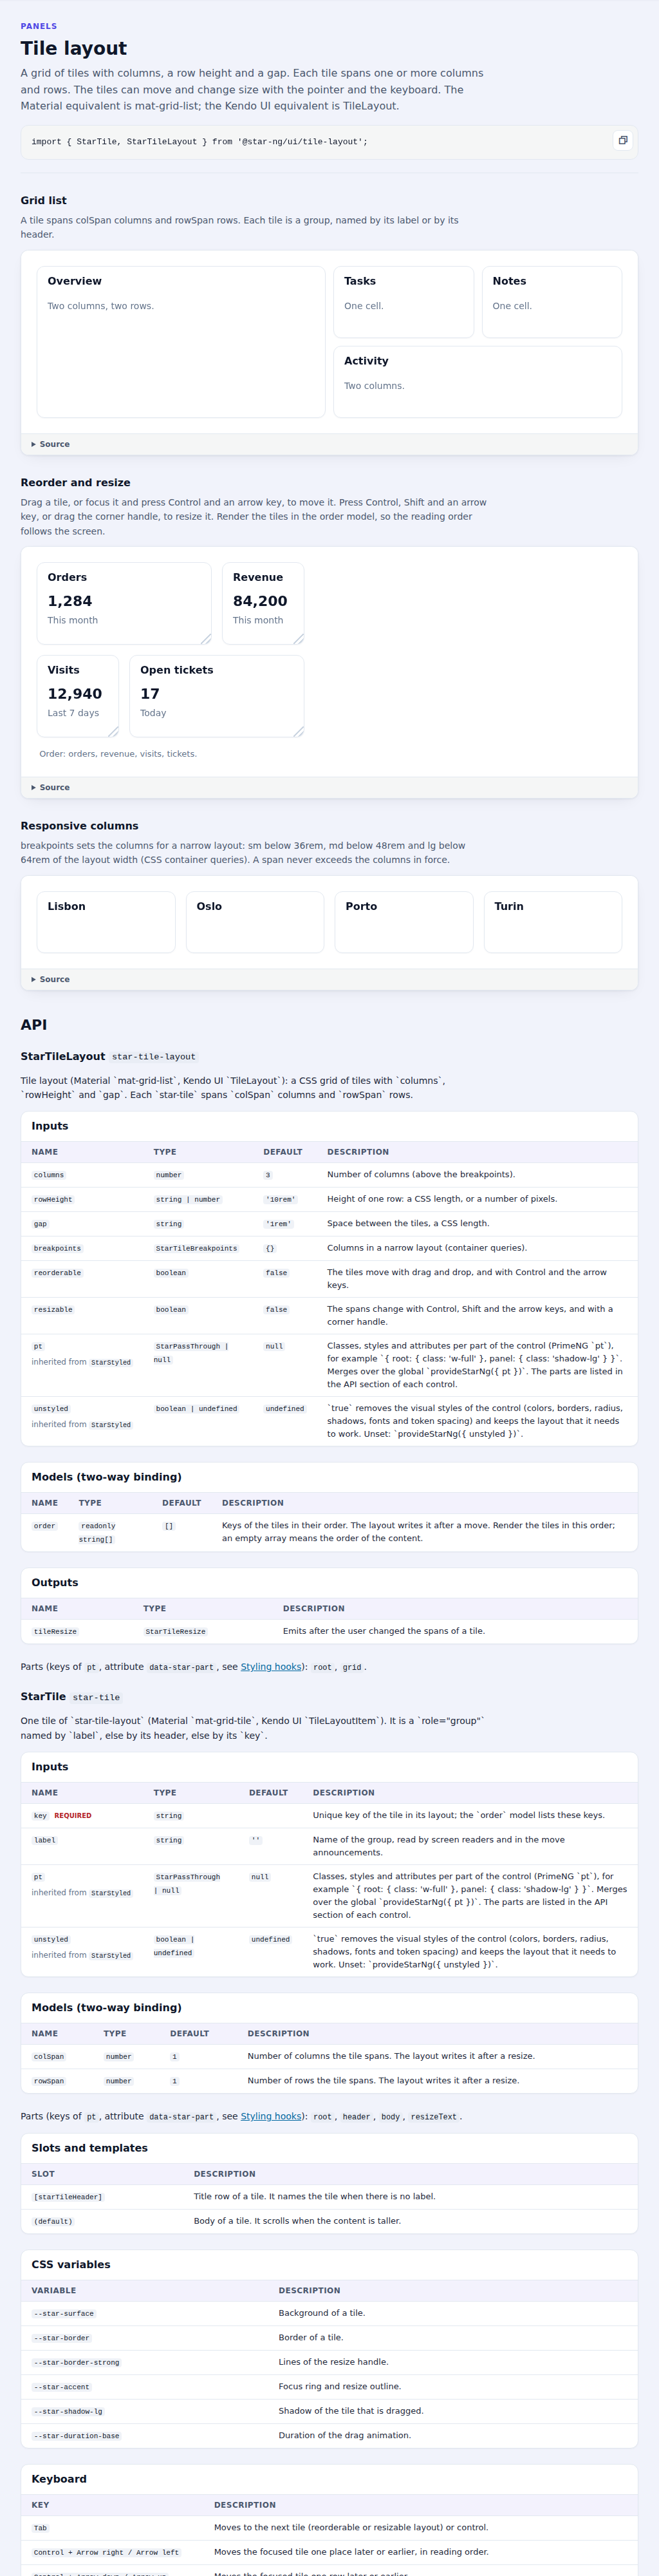 PANELS
Tile layout
A grid of tiles with columns, a row height and a gap. Each tile spans one or more columns
and rows. The tiles can move and change size with the pointer and the keyboard. The
Material equivalent is mat-grid-list; the Kendo UI equivalent is TileLayout.
import { StarTile, StarTileLayout } from '@star-ng/ui/tile-layout';
Grid list
A tile spans colSpan columns and rowSpan rows. Each tile is a group, named by its label or by its
header.
Overview
Two columns, two rows.
Tasks
One cell.
Notes
One cell.
Activity
Two columns.
Source
Reorder and resize
Drag a tile, or focus it and press Control and an arrow key, to move it. Press Control, Shift and an arrow
key, or drag the corner handle, to resize it. Render the tiles in the order model, so the reading order
follows the screen.
Orders
1,284
This month
Revenue
84,200
This month
Visits
12,940
Last 7 days
Open tickets
17
Today
Order: orders, revenue, visits, tickets.
Source
Responsive columns
breakpoints sets the columns for a narrow layout: sm below 36rem, md below 48rem and lg below
64rem of the layout width (CSS container queries). A span never exceeds the columns in force.
Lisbon Oslo Porto Turin
Source
API
StarTileLayout star-tile-layout
Tile layout (Material `mat-grid-list`, Kendo UI `TileLayout`): a CSS grid of tiles with `columns`,
`rowHeight` and `gap`. Each `star-tile` spans `colSpan` columns and `rowSpan` rows.
Inputs
NAME TYPE DEFAULT DESCRIPTION
columns number 3 Number of columns (above the breakpoints).
rowHeight string | number '10rem' Height of one row: a CSS length, or a number of pixels.
gap string '1rem' Space between the tiles, a CSS length.
breakpoints StarTileBreakpoints {} Columns in a narrow layout (container queries).
reorderable boolean false The tiles move with drag and drop, and with Control and the arrow
keys.
resizable boolean false The spans change with Control, Shift and the arrow keys, and with a
corner handle.
pt StarPassThrough | null Classes, styles and attributes per part of the control (PrimeNG `pt`),
inherited from StarStyled null for example `{ root: { class: 'w-full' }, panel: { class: 'shadow-lg' } }`.
Merges over the global `provideStarNg({ pt })`. The parts are listed in
the API section of each control.
unstyled boolean | undefined undefined `true` removes the visual styles of the control (colors, borders, radius,
inherited from StarStyled shadows, fonts and token spacing) and keeps the layout that it needs
to work. Unset: `provideStarNg({ unstyled })`.
Models (two-way binding)
NAME TYPE DEFAULT DESCRIPTION
order readonly [] Keys of the tiles in their order. The layout writes it after a move. Render the tiles in this order;
string[] an empty array means the order of the content.
Outputs
NAME TYPE DESCRIPTION
tileResize StarTileResize Emits after the user changed the spans of a tile.
Parts (keys of pt, attribute data-star-part, see Styling hooks): root, grid.
StarTile star-tile
One tile of `star-tile-layout` (Material `mat-grid-tile`, Kendo UI `TileLayoutItem`). It is a `role="group"`
named by `label`, else by its header, else by its `key`.
Inputs
NAME TYPE DEFAULT DESCRIPTION
key REQUIRED string Unique key of the tile in its layout; the `order` model lists these keys.
label string '' Name of the group, read by screen readers and in the move
announcements.
pt StarPassThrough null Classes, styles and attributes per part of the control (PrimeNG `pt`), for
inherited from StarStyled | null example `{ root: { class: 'w-full' }, panel: { class: 'shadow-lg' } }`. Merges
over the global `provideStarNg({ pt })`. The parts are listed in the API
section of each control.
unstyled boolean | undefined `true` removes the visual styles of the control (colors, borders, radius,
inherited from StarStyled undefined shadows, fonts and token spacing) and keeps the layout that it needs to
work. Unset: `provideStarNg({ unstyled })`.
Models (two-way binding)
NAME TYPE DEFAULT DESCRIPTION
colSpan number 1 Number of columns the tile spans. The layout writes it after a resize.
rowSpan number 1 Number of rows the tile spans. The layout writes it after a resize.
Parts (keys of pt, attribute data-star-part, see Styling hooks): root, header, body, resizeText.
Slots and templates
SLOT DESCRIPTION
[starTileHeader] Title row of a tile. It names the tile when there is no label.
(default) Body of a tile. It scrolls when the content is taller.
CSS variables
VARIABLE DESCRIPTION
--star-surface Background of a tile.
--star-border Border of a tile.
--star-border-strong Lines of the resize handle.
--star-accent Focus ring and resize outline.
--star-shadow-lg Shadow of the tile that is dragged.
--star-duration-base Duration of the drag animation.
Keyboard
KEY DESCRIPTION
Tab Moves to the next tile (reorderable or resizable layout) or control.
Control + Arrow right / Arrow left Moves the focused tile one place later or earlier, in reading order.